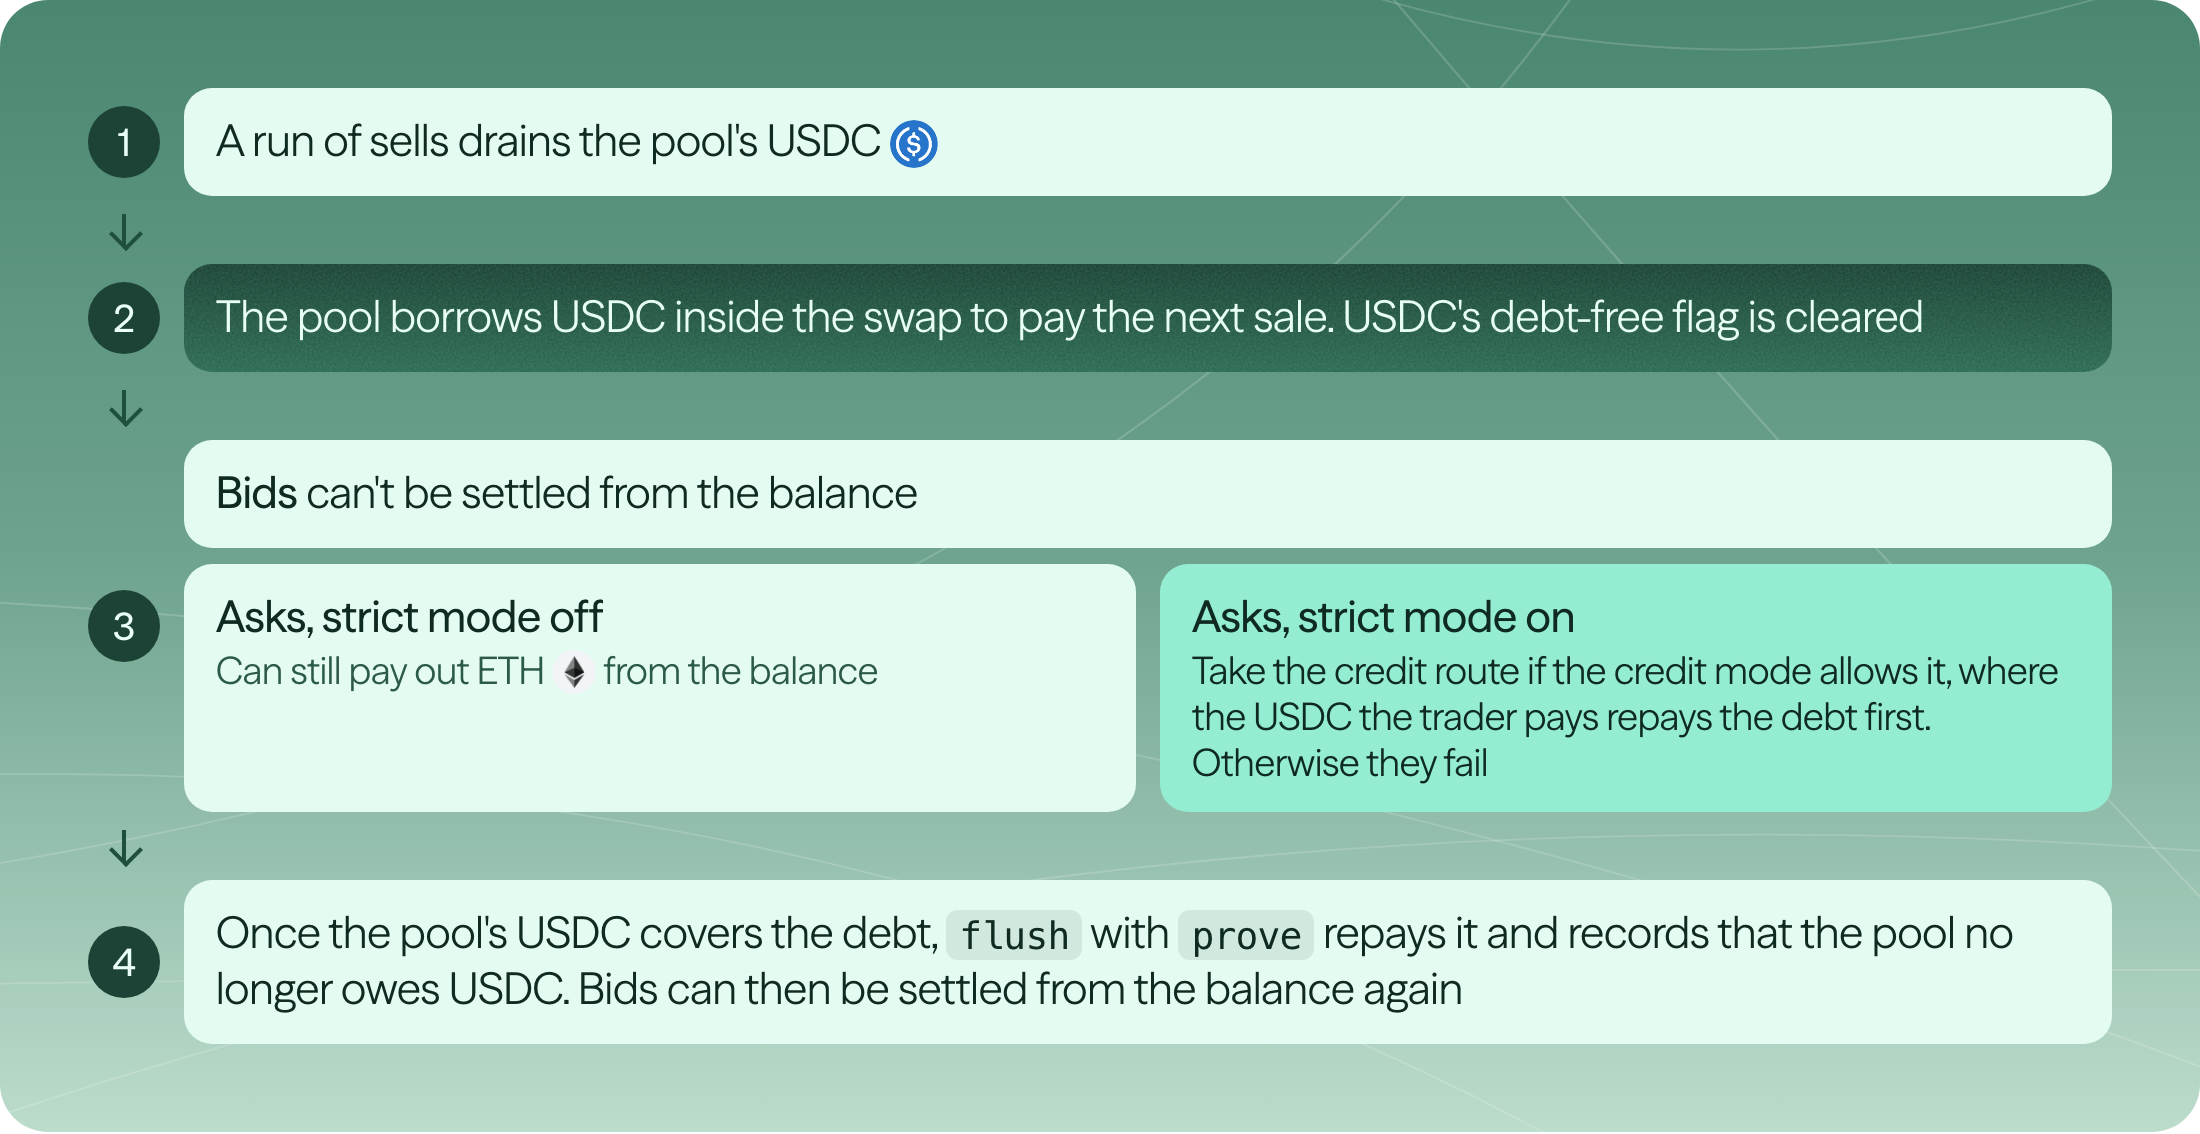 1
A run of sells drains the pool's USDC
2
The pool borrows USDC inside the swap to pay the next sale. USDC's debt-free flag is cleared
Bids can't be settled from the balance
3
Asks, strict mode off
Can still pay out ETH from the balance
Asks, strict mode on
Take the credit route if the credit mode allows it, where
the USDC the trader pays repays the debt first.
Otherwise they fail
4
Once the pool's USDC covers the debt, flush with prove repays it and records that the pool no
longer owes USDC. Bids can then be settled from the balance again